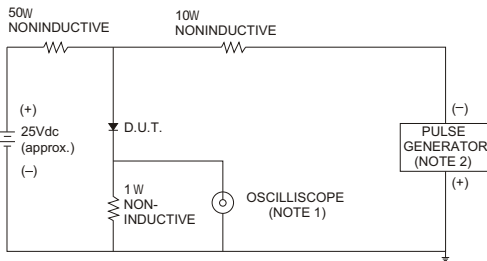 50W
NONINDUCTIVE
10W
NONINDUCTIVE
(+)
25Vdc
(approx.)
(–)
D.U.T.
1 W
NON-
INDUCTIVE
OSCILLISCOPE
(NOTE 1)
(–)
PULSE
GENERATOR
(NOTE 2)
(+)